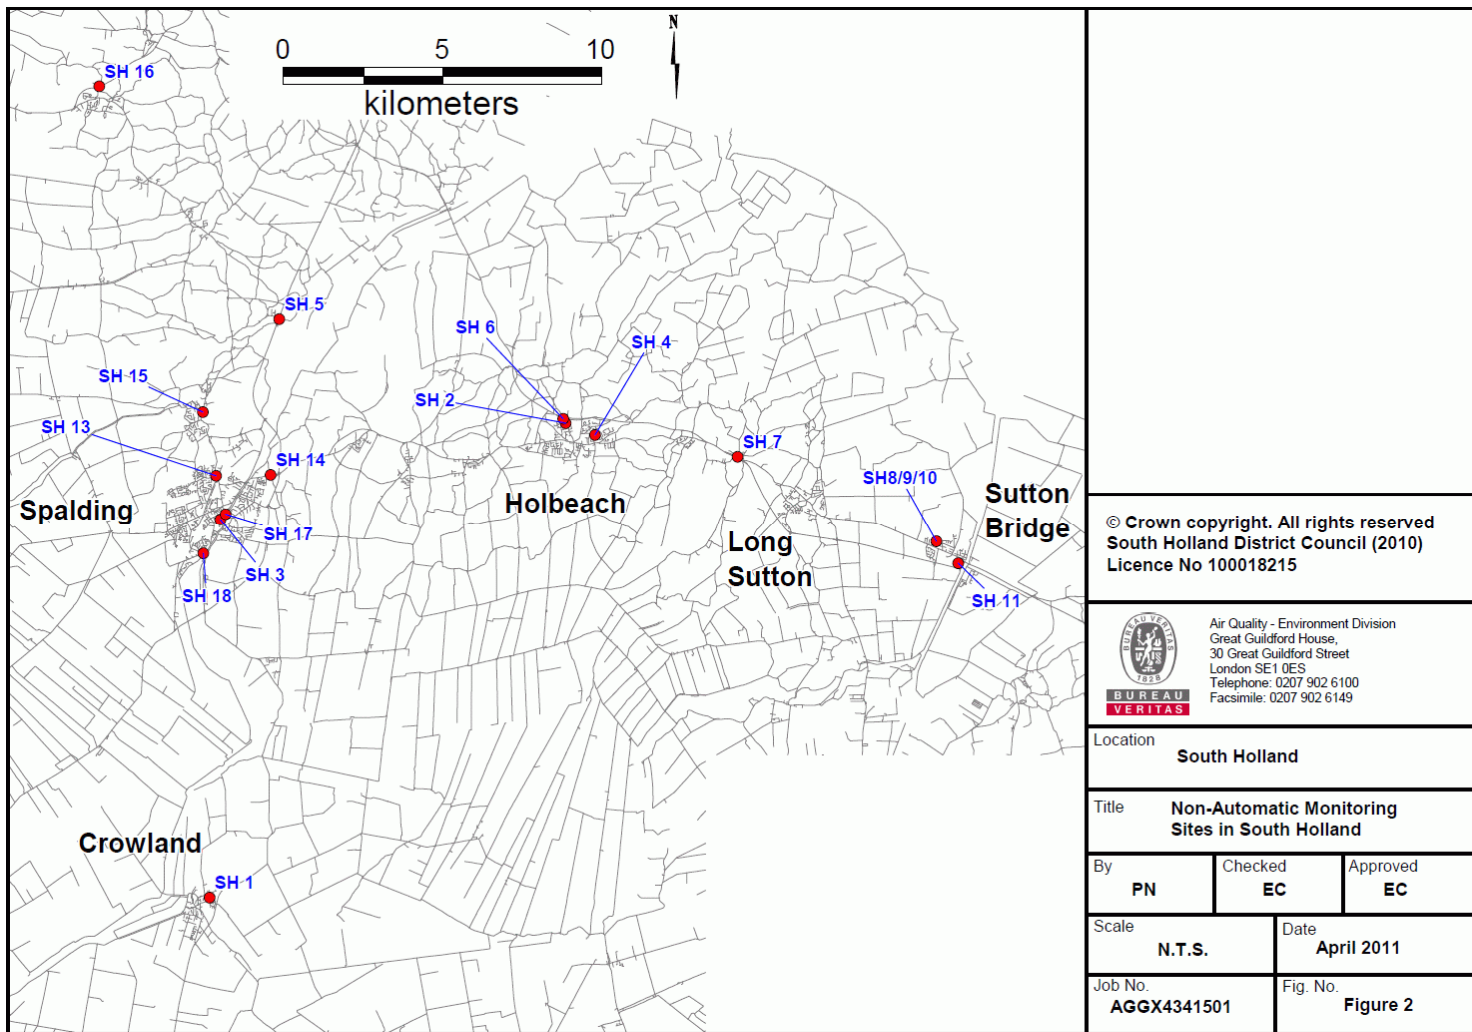 N
0 5 10
kilometers
SH 16
SH 5
SH 6
SH 4
SH 15
SH 2
SH 13
SH 7
SH 14
SH8/9/10
Sutton
Bridge
Spalding
Holbeach
SH 17
Long
Sutton
SH 3
SH 18
SH 11
Crowland
SH 1
© Crown copyright. All rights reserved
South Holland District Council (2010)
Licence No 100018215
BUREAU VERITAS
1828
BUREAU
VERITAS
Air Quality - Environment Division
Great Guildford House,
30 Great Guildford Street
London SE1 0ES
Telephone: 0207 902 6100
Facsimile: 0207 902 6149
Location
South Holland
Title Non-Automatic Monitoring
Sites in South Holland
By Checked Approved
PN EC EC
Scale Date
N.T.S. April 2011
Job No. Fig. No.
AGGX4341501 Figure 2